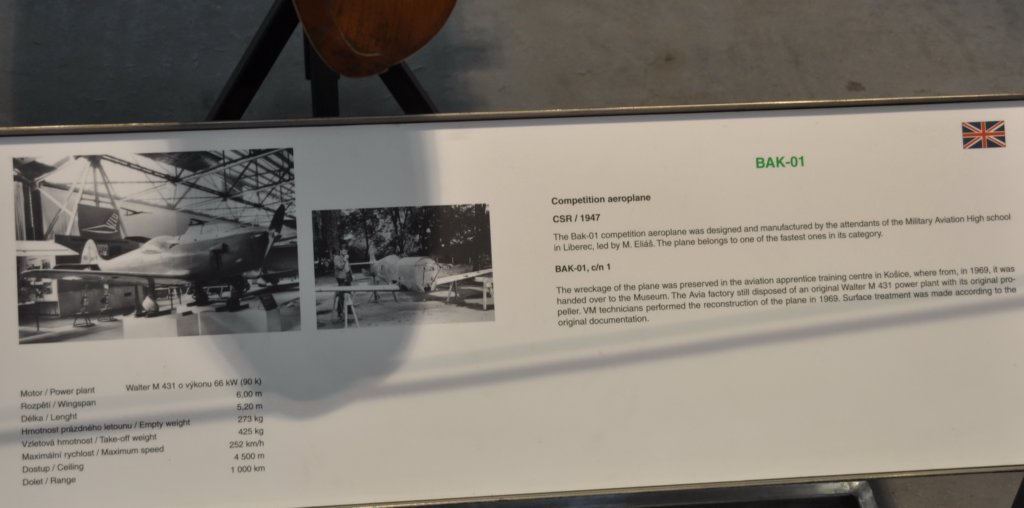 BAK-01
Competition aeroplane
CSR / 1947
The Bak-01 competition aeroplane was designed and manufactured by the attendants of the Military Aviation High school
in Liberec, led by M. Eliáš. The plane belongs to one of the fastest ones in its category.
BAK-01, c/n 1
The wreckage of the plane was preserved in the aviation apprentice training centre in Košice, where from, in 1969, it was
handed over to the Museum. The Avia factory still disposed of an original Walter M 431 power plant with its original pro-
peller. VM technicians performed the reconstruction of the plane in 1969. Surface treatment was made according to the
original documentation.
Motor / Power plant Walter M 431 o výkonu 66 kW (90 k)
Rozpětí / Wingspan 6,00 m
Délka / Lenght 5,20 m
Hmotnost prázdného letounu / Empty weight 273 kg
Vzletová hmotnost / Take-off weight 425 kg
Maximální rychlost / Maximum speed 252 km/h
Dostup / Ceiling 4 500 m
Dolet / Range 1 000 km